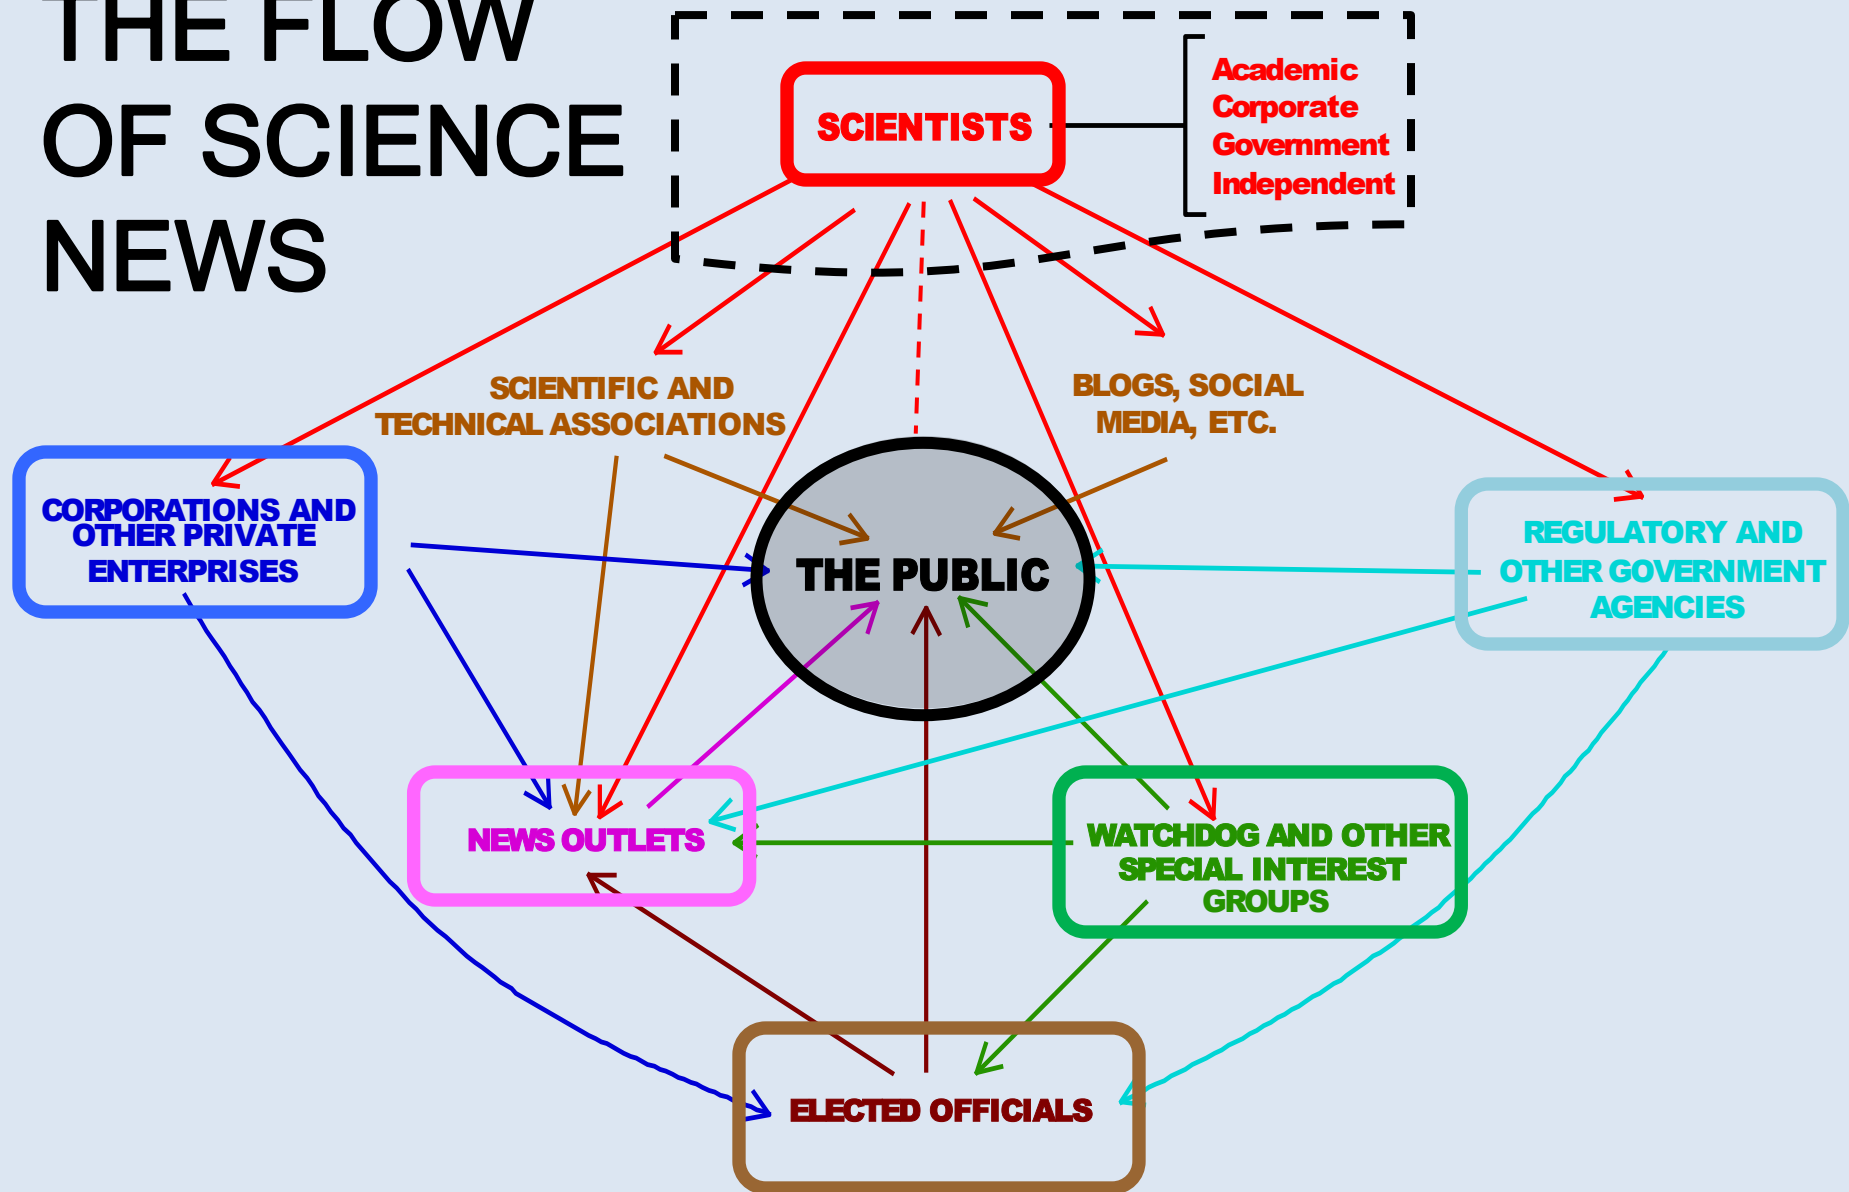 THE FLOW
OF SCIENCE
NEWS
SCIENTISTS
Academic
Corporate
Government
Independent
SCIENTIFIC AND
TECHNICAL ASSOCIATIONS
BLOGS, SOCIAL
MEDIA, ETC.
CORPORATIONS AND
OTHER PRIVATE
ENTERPRISES
THE PUBLIC
REGULATORY AND
OTHER GOVERNMENT
AGENCIES
NEWS OUTLETS
WATCHDOG AND OTHER
SPECIAL INTEREST
GROUPS
ELECTED OFFICIALS